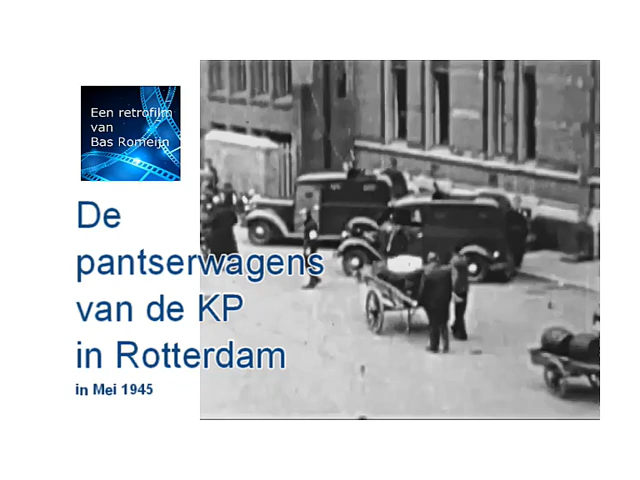 Een retrofilm
van
Bas Romeijn
De
pantserwagens
van de KP
in Rotterdam
in Mei 1945